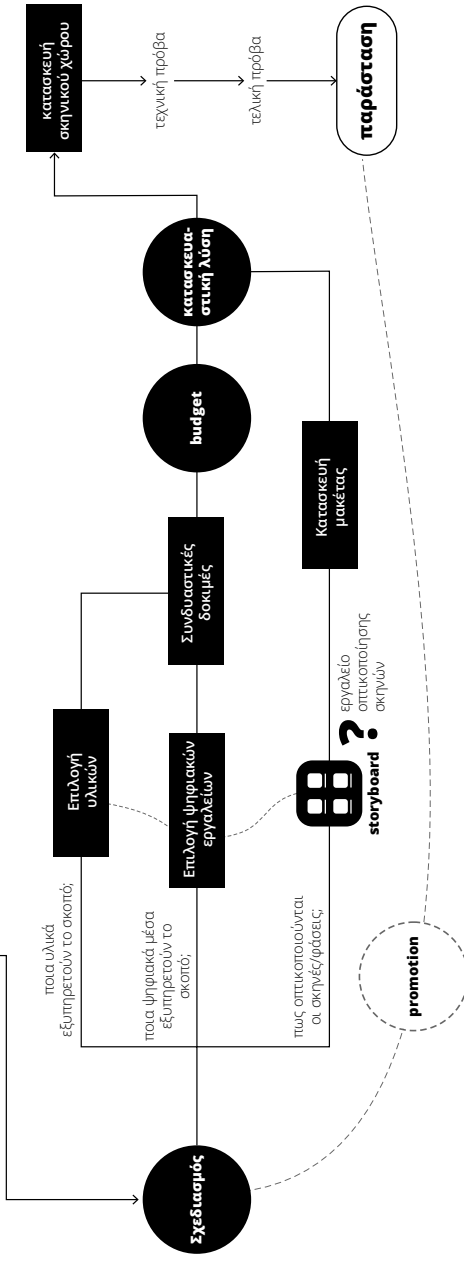 Σχεδιασμός
ποια υλικά
εξυπηρετούν το σκοπό;
ποια ψηφιακά μέσα
εξυπηρετούν το
σκοπό;
πως οπτικοποιούνται
οι σκηνές/φάσεις;
promotion
Επιλογή
υλικών
Επιλογή ψηφιακών
εργαλείων
storyboard
?
εργαλείο
οπτικοποίησης
σκηνών
Συνδυαστικές
δοκιμές
Κατασκευή
μακέτας
budget
κατασκευα-
στική λύση
κατασκευή
σκηνικού χώρου
τεχνική πρόβα
τελική πρόβα
παράσταση